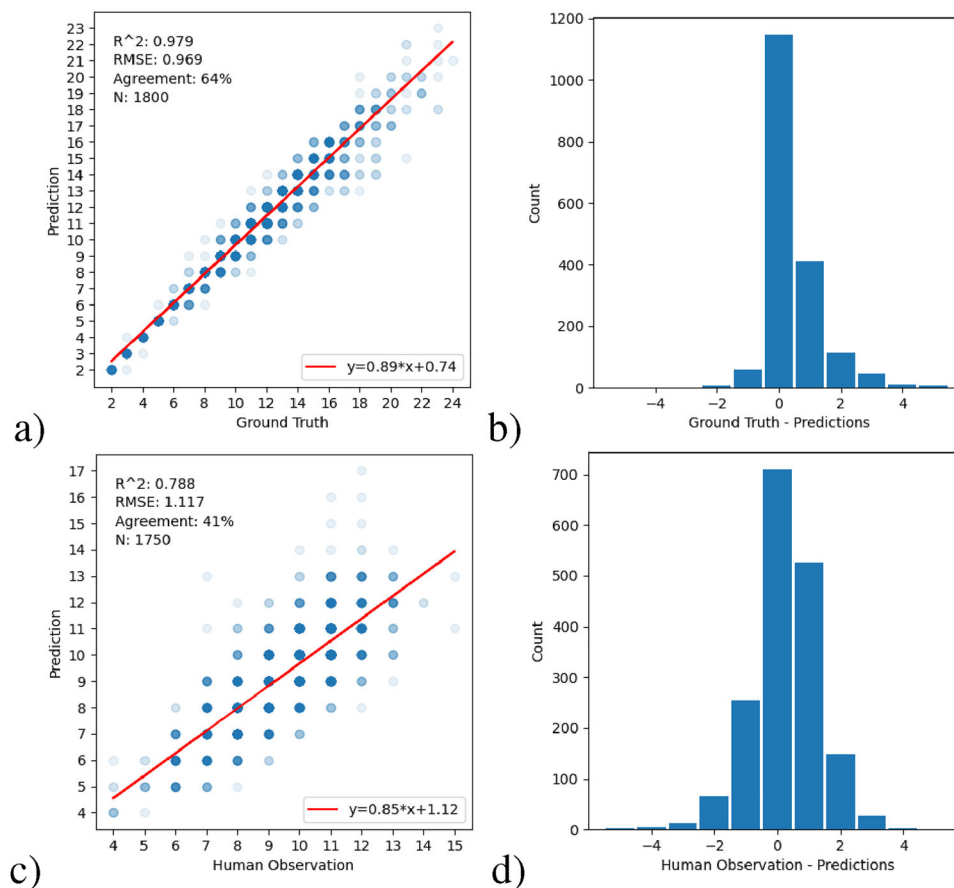 R^2: 0.979
RMSE: 0.969
Agreement: 64%
N: 1800
23
22
21
20
19
18
17
16
15
14
13
12
11
10
9
8
7
6
5
4
3
2
Prediction
y=0.89*x+0.74
2 4 6 8 10 12 14 16 18 20 22 24
Ground Truth
a)
1200
1000
800
600
400
200
0
Count
−4 −2 0 2 4
Ground Truth - Predictions
b)
R^2: 0.788
RMSE: 1.117
Agreement: 41%
N: 1750
17
16
15
14
13
12
11
10
9
8
7
6
5
4
Prediction
y=0.85*x+1.12
4 5 6 7 8 9 10 11 12 13 14 15
Human Observation
c)
700
600
500
400
300
200
100
0
Count
−4 −2 0 2 4
Human Observation - Predictions
d)